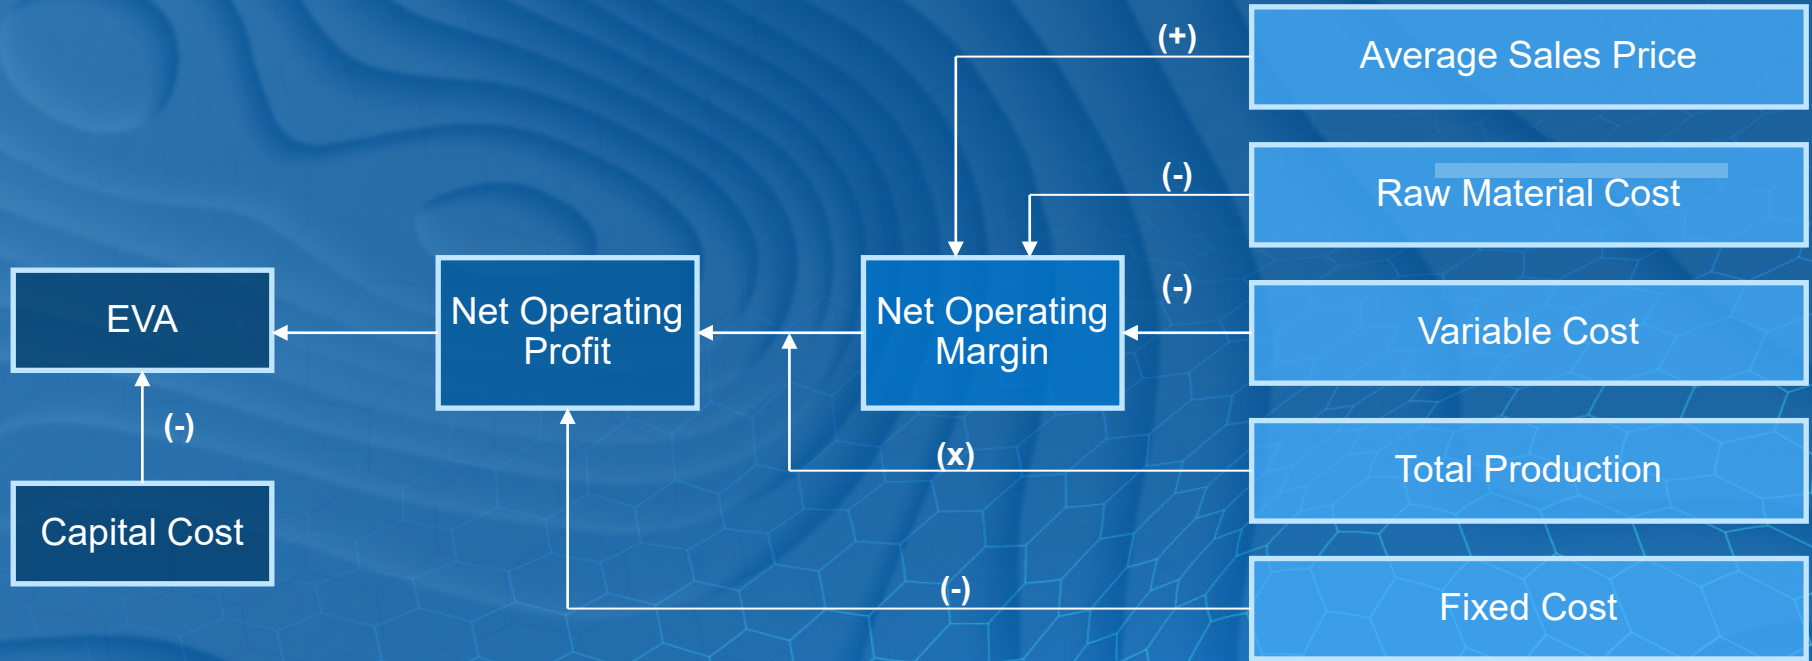 (+)
Average Sales Price
(-)
Raw Material Cost
EVA
Net Operating
Profit
Net Operating
Margin
(-)
Variable Cost
(-)
(x)
Total Production
Capital Cost
(-)
Fixed Cost